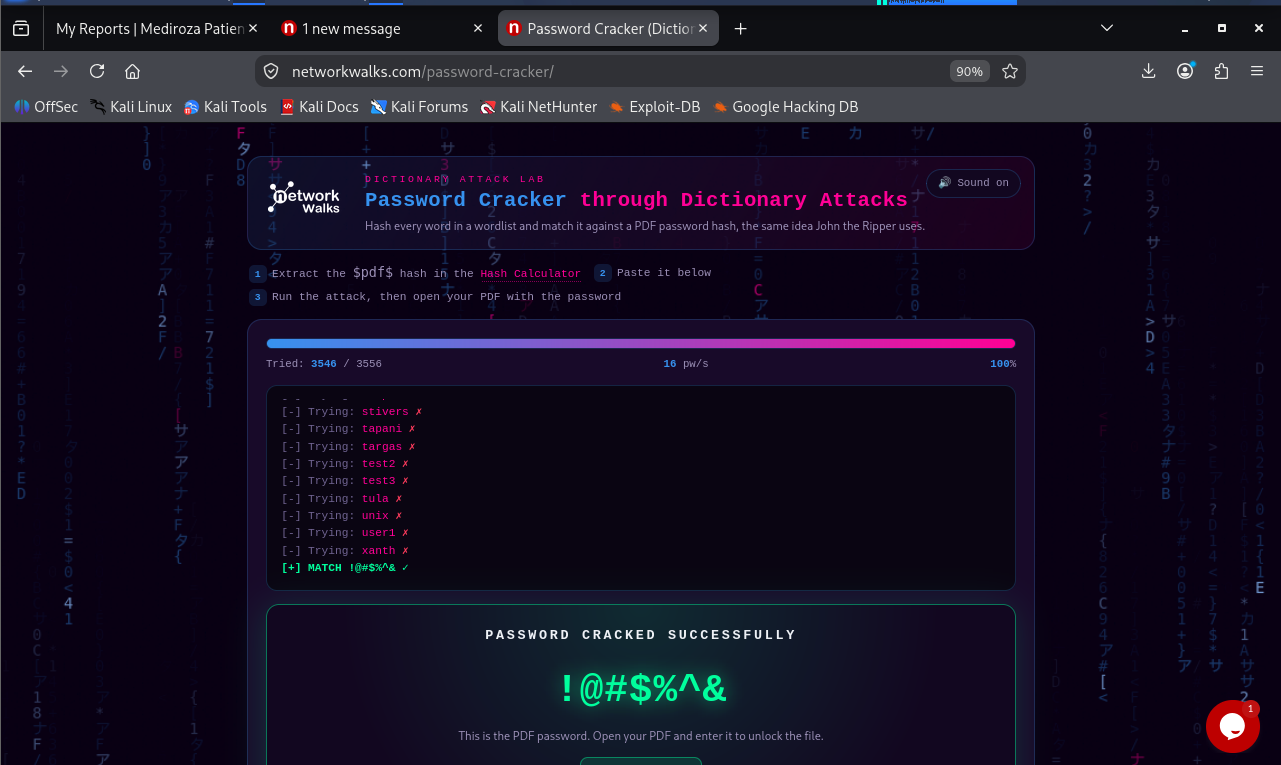 My Reports | Mediroza Patien
1 new message
Password Cracker (Diction
networkwalks.com/password-cracker/
90%
OffSec
Kali Linux
Kali Tools
Kali Docs
Kali Forums
Kali NetHunter
Exploit-DB
Google Hacking DB
network
walks
DICTIONARY ATTACK LAB
Password Cracker through Dictionary Attacks
Hash every word in a wordlist and match it against a PDF password hash, the same idea John the Ripper uses.
Sound on
1 Extract the $pdf$ hash in the Hash Calculator 2 Paste it below
3 Run the attack, then open your PDF with the password
Tried: 3546 / 3556
16 pw/s
100%
[-] Trying: stivers ✗
[-] Trying: tapani ✗
[-] Trying: targas ✗
[-] Trying: test2 ✗
[-] Trying: test3 ✗
[-] Trying: tula ✗
[-] Trying: unix ✗
[-] Trying: user1 ✗
[-] Trying: xanth ✗
[+] MATCH !@#$%^& ✓
PASSWORD CRACKED SUCCESSFULLY
!@#$%^&
This is the PDF password. Open your PDF and enter it to unlock the file.
1